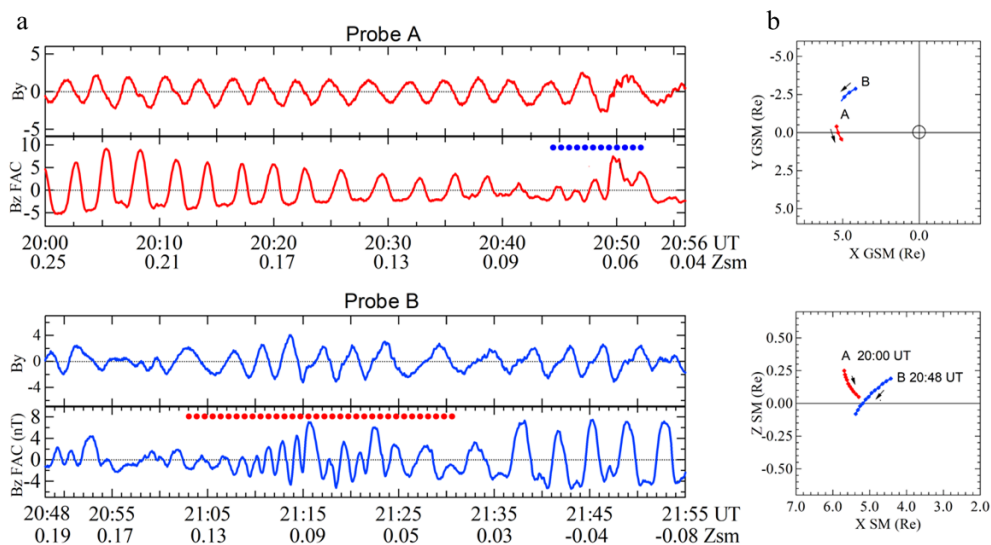 a
Probe A
5
0
-5
By
10
5
0
-5
Bz FAC
20:00 20:10 20:20 20:30 20:40 20:50 20:56 UT
0.25 0.21 0.17 0.13 0.09 0.06 0.04 Zsm
Probe B
4
0
-4
By
8
4
0
-4
Bz FAC (nT)
20:48 20:55 21:05 21:15 21:25 21:35 21:45 21:55 UT
0.19 0.17 0.13 0.09 0.05 0.03 -0.04 -0.08 Zsm
b
-5.0
-2.5
0.0
2.5
5.0
Y GSM (Re)
B
A
5.0 0.0
X GSM (Re)
0.50
0.25
0.00
-0.25
-0.50
Z SM (Re)
A 20:00 UT
B 20:48 UT
7.0 6.0 5.0 4.0 3.0 2.0
X SM (Re)